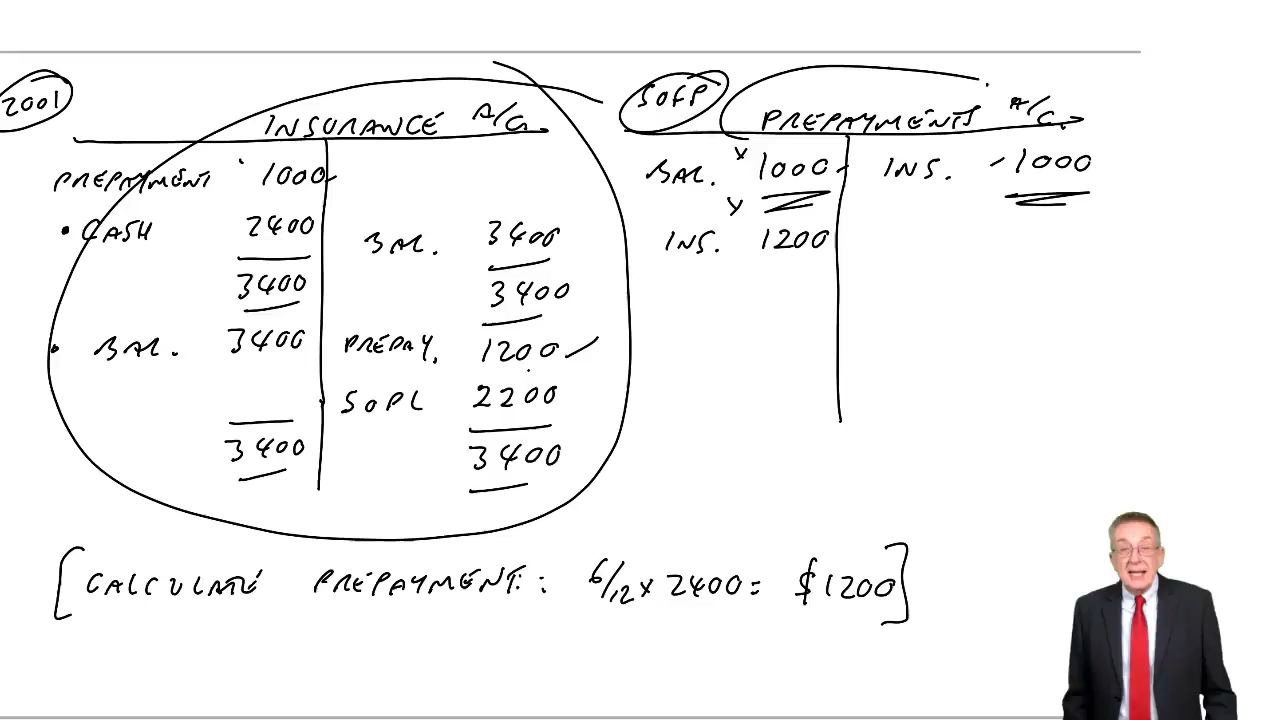 2001
INSURANCE A/C.
PREPAYMENT 1000
CASH 2400 BAL. 3400
3400 3400
BAL. 3400 PREPAY. 1200
SOPL 2200
3400 3400
SOFP
PREPAYMENTS A/C.
BAL. 1000 INS. 1000
INS. 1200
[CALCULATE PREPAYMENT: 6/12 x 2400 = $1200]